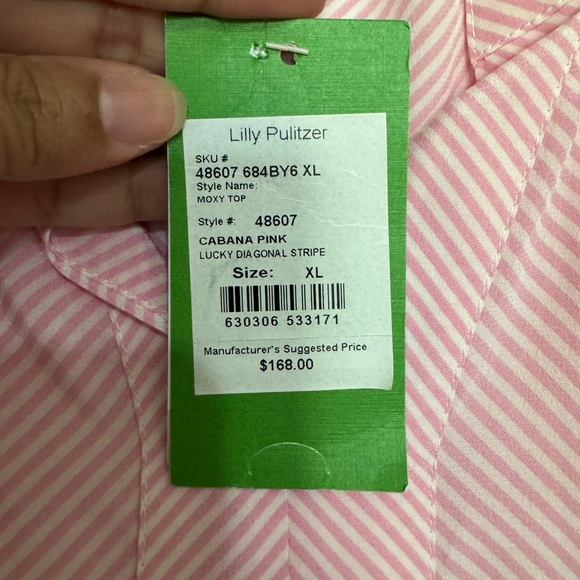 Lilly Pulitzer
SKU #
48607 684BY6 XL
Style Name:
MOXY TOP
Style #: 48607
CABANA PINK
LUCKY DIAGONAL STRIPE
Size: XL
630306 533171
Manufacturer's Suggested Price
$168.00